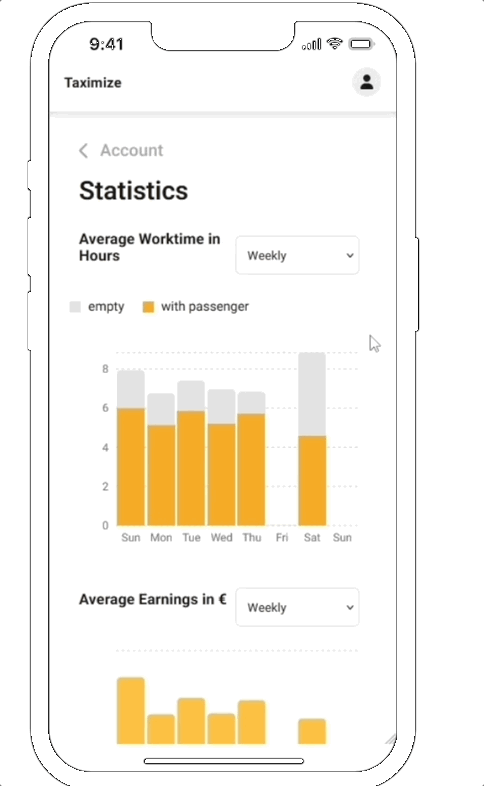 9:41
Taximize
Account
Statistics
Average Worktime in
Hours
Weekly
empty
with passenger
8
6
4
2
0
Sun Mon Tue Wed Thu Fri Sat Sun
Average Earnings in €
Weekly